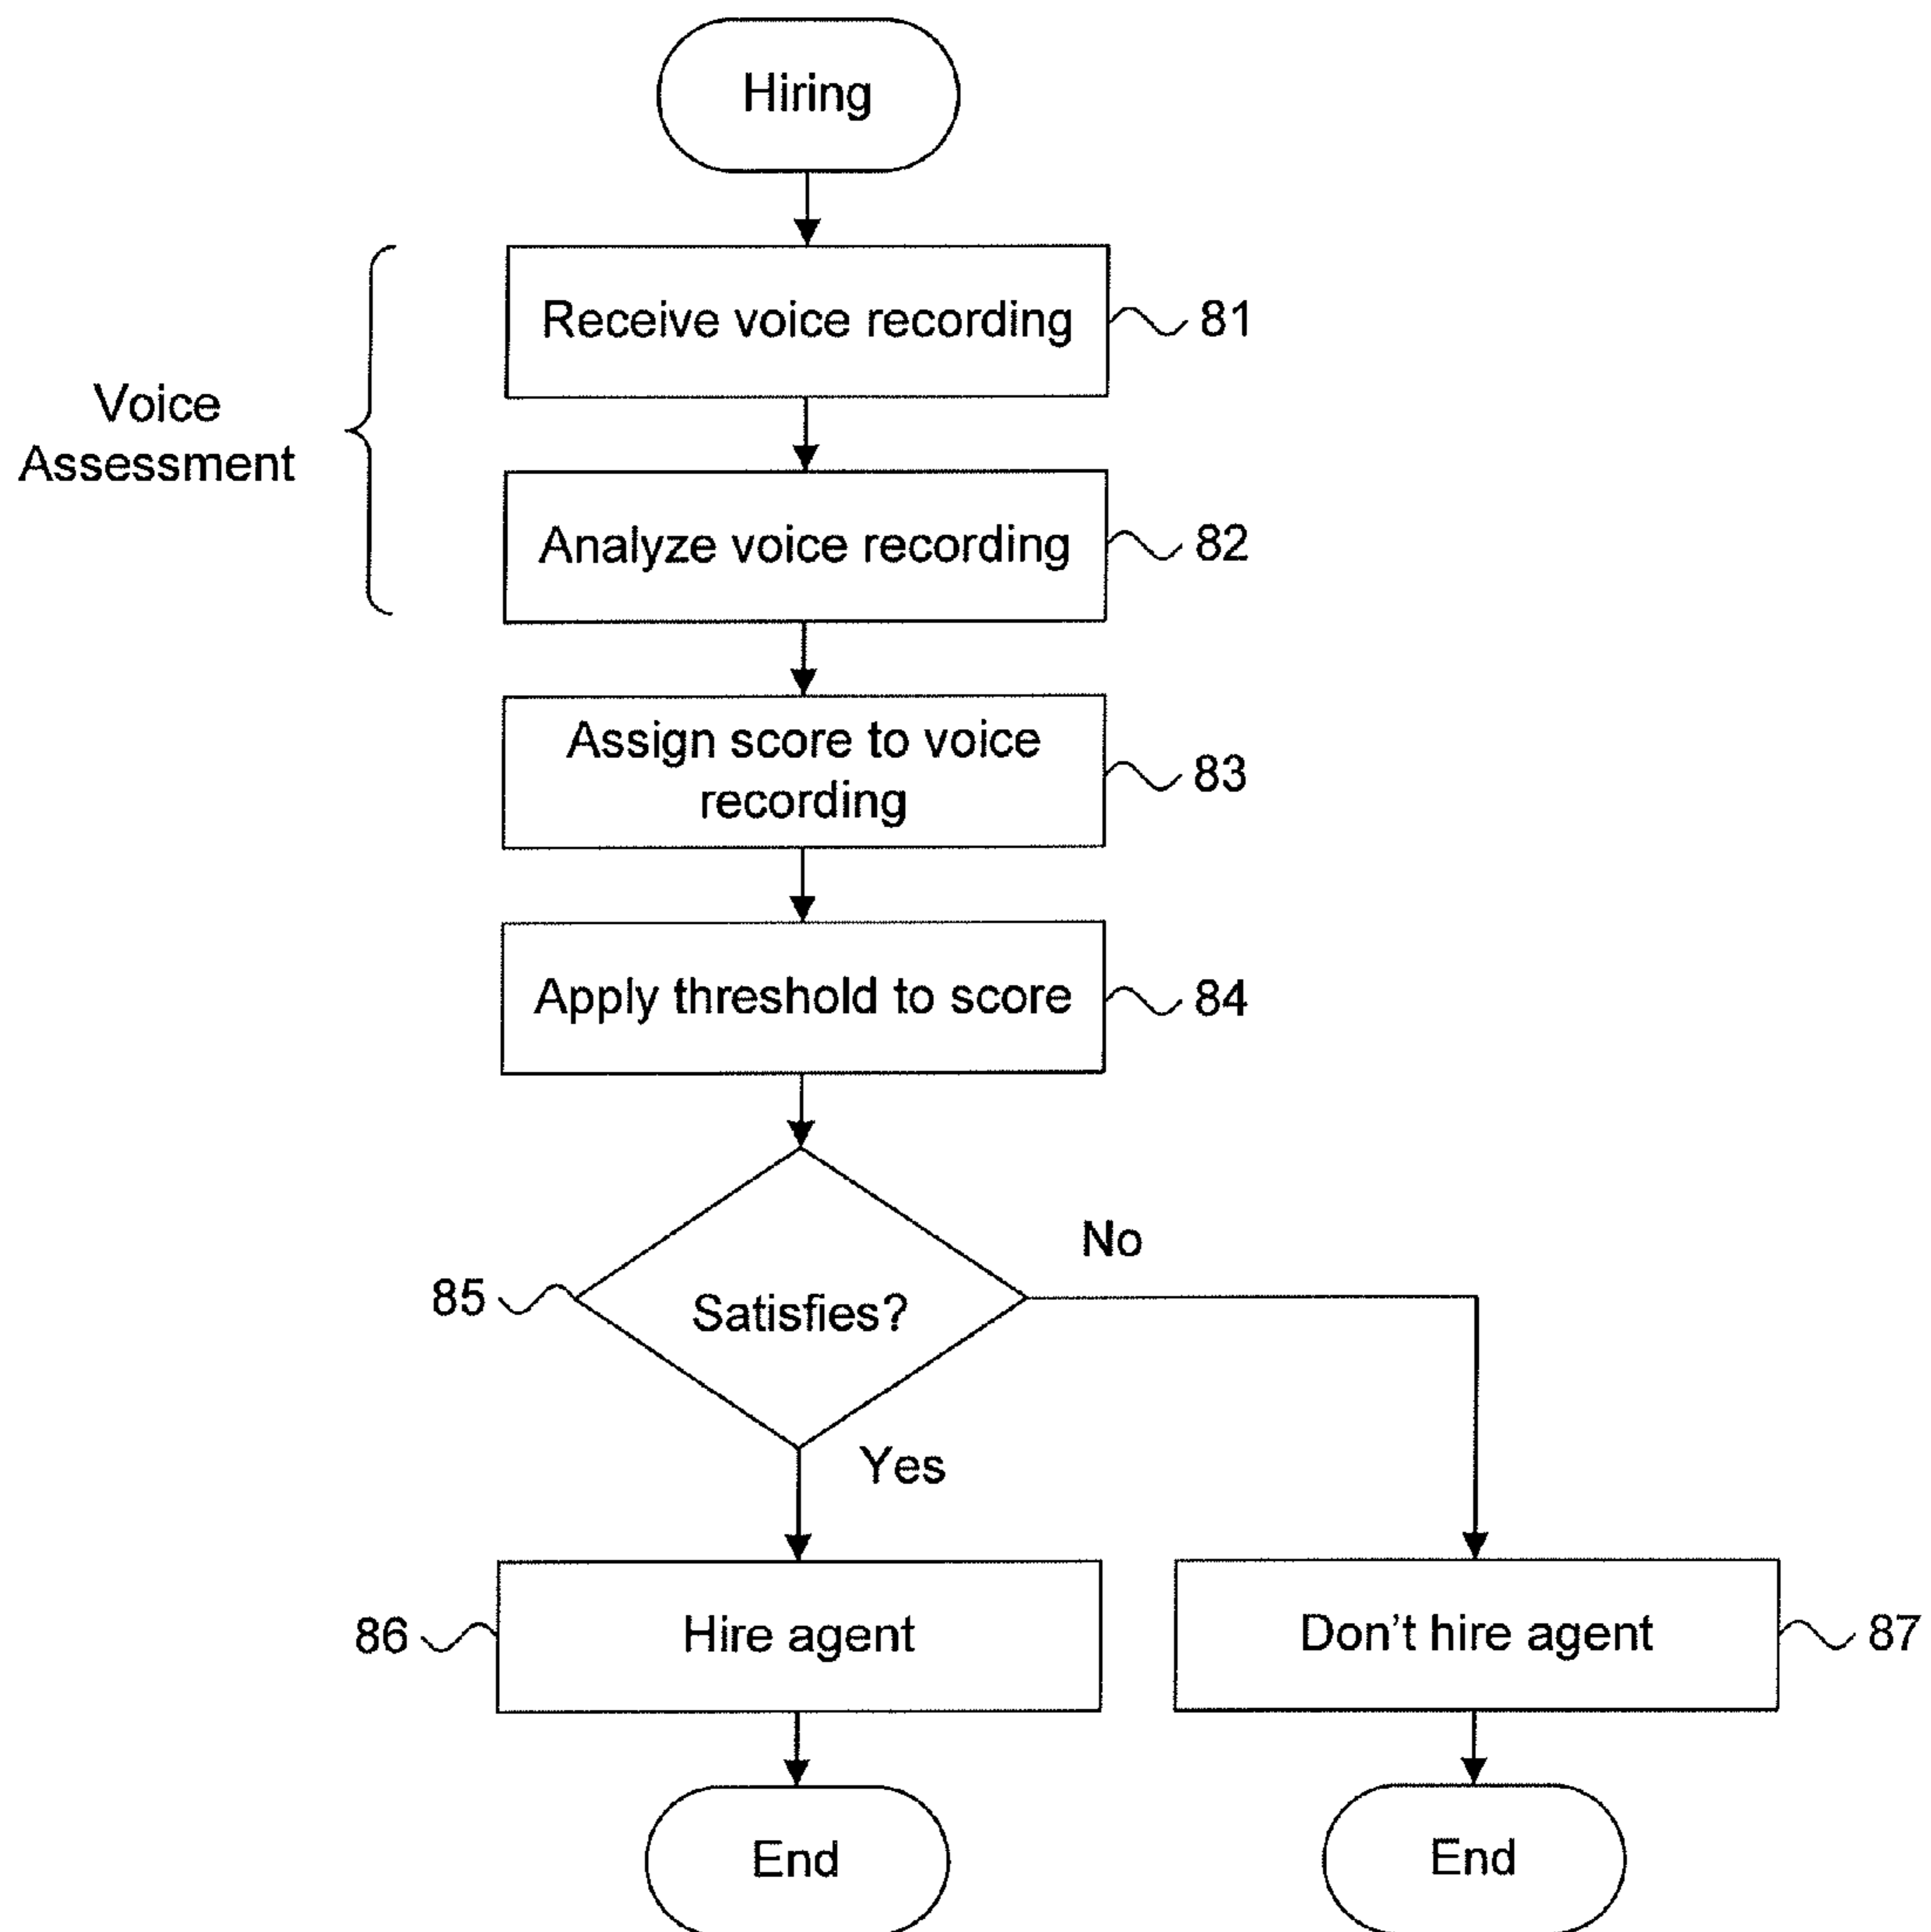 Hiring
Receive voice recording
81
Voice
Assessment
Analyze voice recording
82
Assign score to voice
recording
83
Apply threshold to score
84
No
85
Satisfies?
Yes
86
Hire agent
Don't hire agent
87
End
End